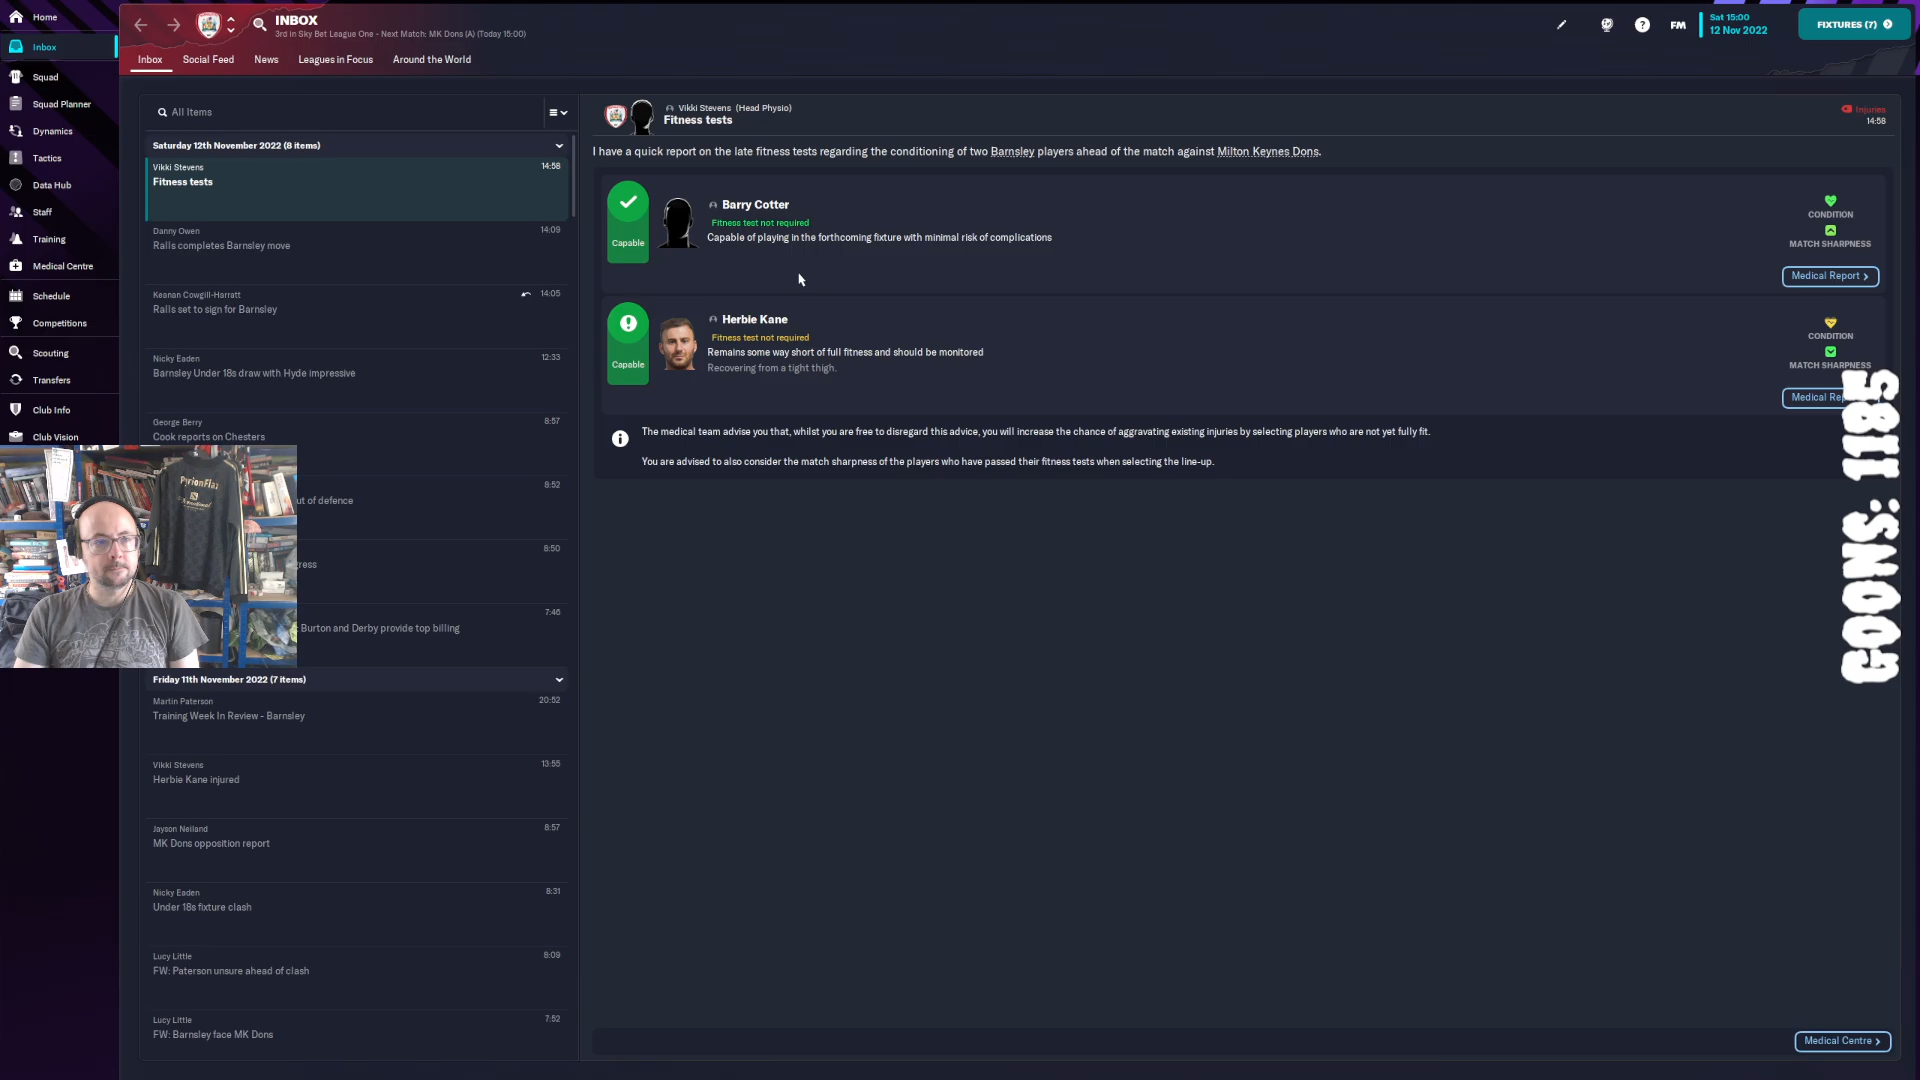 Home
Inbox
Squad
Squad Planner
Dynamics
Tactics
Data Hub
Staff
Training
Medical Centre
Schedule
Competitions
Scouting
Transfers
Club Info
Club Vision
INBOX
3rd in Sky Bet League One - Next Match: MK Dons (A) (Today 15:00)
FM
Sat 15:00
12 Nov 2022
FIXTURES (7)
Inbox
Social Feed
News
Leagues in Focus
Around the World
All Items
Saturday 12th November 2022 (8 items)
Vikki Stevens 14:58
Fitness tests
Danny Owen 14:09
Ralls completes Barnsley move
Keanan Cowgill-Harratt 14:05
Ralls set to sign for Barnsley
Nicky Eaden 12:33
Barnsley Under 18s draw with Hyde impressive
George Berry 8:57
Cook reports on Chesters
8:52
ut of defence
8:50
ress
7:46
: Burton and Derby provide top billing
Friday 11th November 2022 (7 items)
Martin Paterson 20:52
Training Week In Review - Barnsley
Vikki Stevens 13:55
Herbie Kane injured
Jayson Neiland 8:57
MK Dons opposition report
Nicky Eaden 8:31
Under 18s fixture clash
Lucy Little 8:09
FW: Paterson unsure ahead of clash
Lucy Little 7:52
FW: Barnsley face MK Dons
Vikki Stevens (Head Physio)
Fitness tests
Injuries
14:58
I have a quick report on the late fitness tests regarding the conditioning of two Barnsley players ahead of the match against Milton Keynes Dons.
Capable
Barry Cotter
Fitness test not required
Capable of playing in the forthcoming fixture with minimal risk of complications
CONDITION
MATCH SHARPNESS
Medical Report
Capable
Herbie Kane
Fitness test not required
Remains some way short of full fitness and should be monitored
Recovering from a tight thigh.
CONDITION
MATCH SHARPNESS
Medical Rep
The medical team advise you that, whilst you are free to disregard this advice, you will increase the chance of aggravating existing injuries by selecting players who are not yet fully fit.
You are advised to also consider the match sharpness of the players who have passed their fitness tests when selecting the line-up.
GOONS: 1185
Medical Centre
PyrionFlax